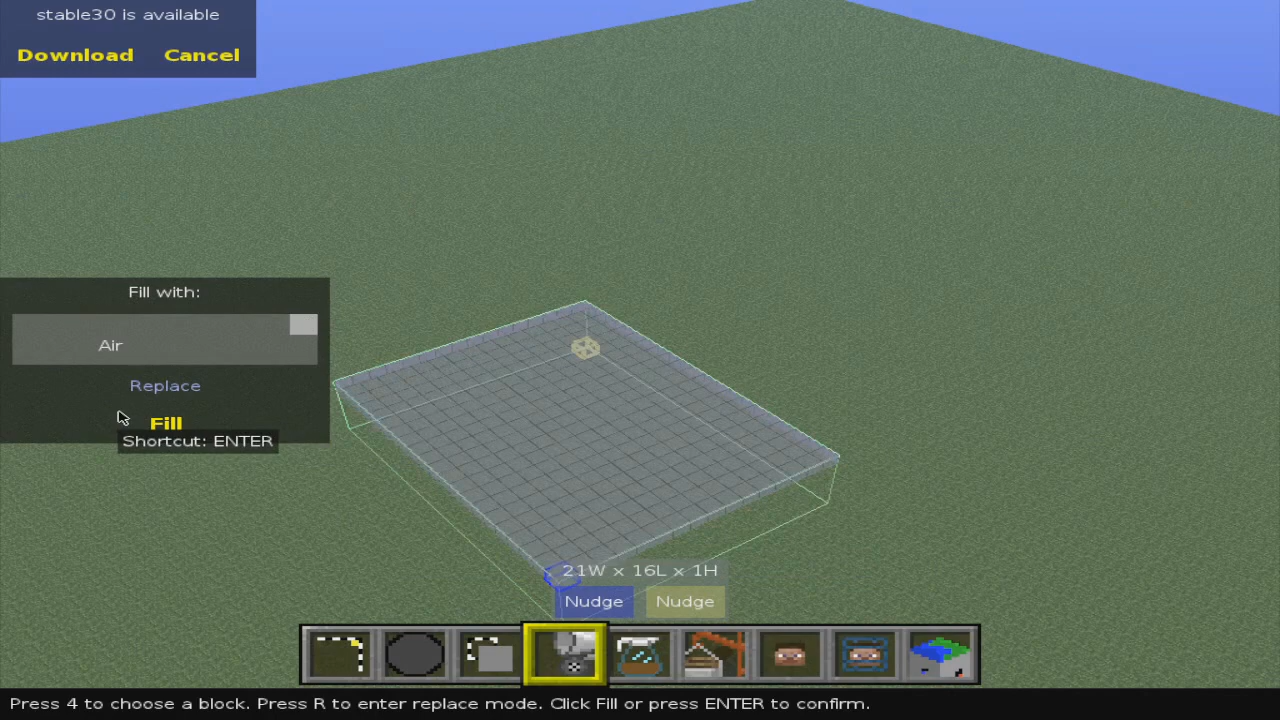 stable30 is available
Download Cancel
Fill with:
Air
Replace
Fill
Shortcut: ENTER
21W x 16L x 1H
Nudge Nudge
Press 4 to choose a block. Press R to enter replace mode. Click Fill or press ENTER to confirm.